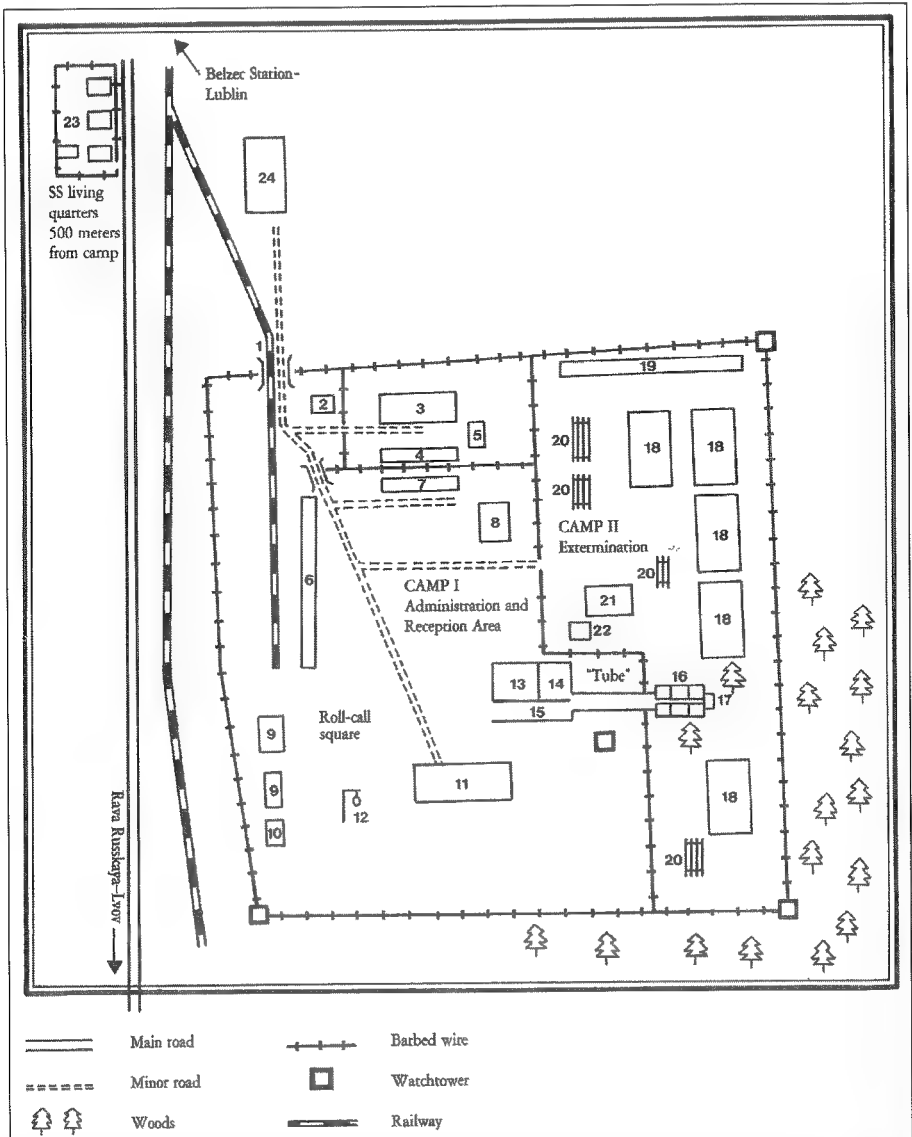 Belzec Station-
Lublin
23
24
SS living
quarters
500 meters
from camp
1
2
3
4
5
6
7
8
19
20
18
18
20
18
CAMP II
Extermination
20
18
21
22
CAMP I
Administration and
Reception Area
13
14
"Tube"
16
17
15
Roll-call
square
9
9
10
12
11
18
20
Rava Russkaya-Lvov
Main road
Barbed wire
Minor road
Watchtower
Woods
Railway